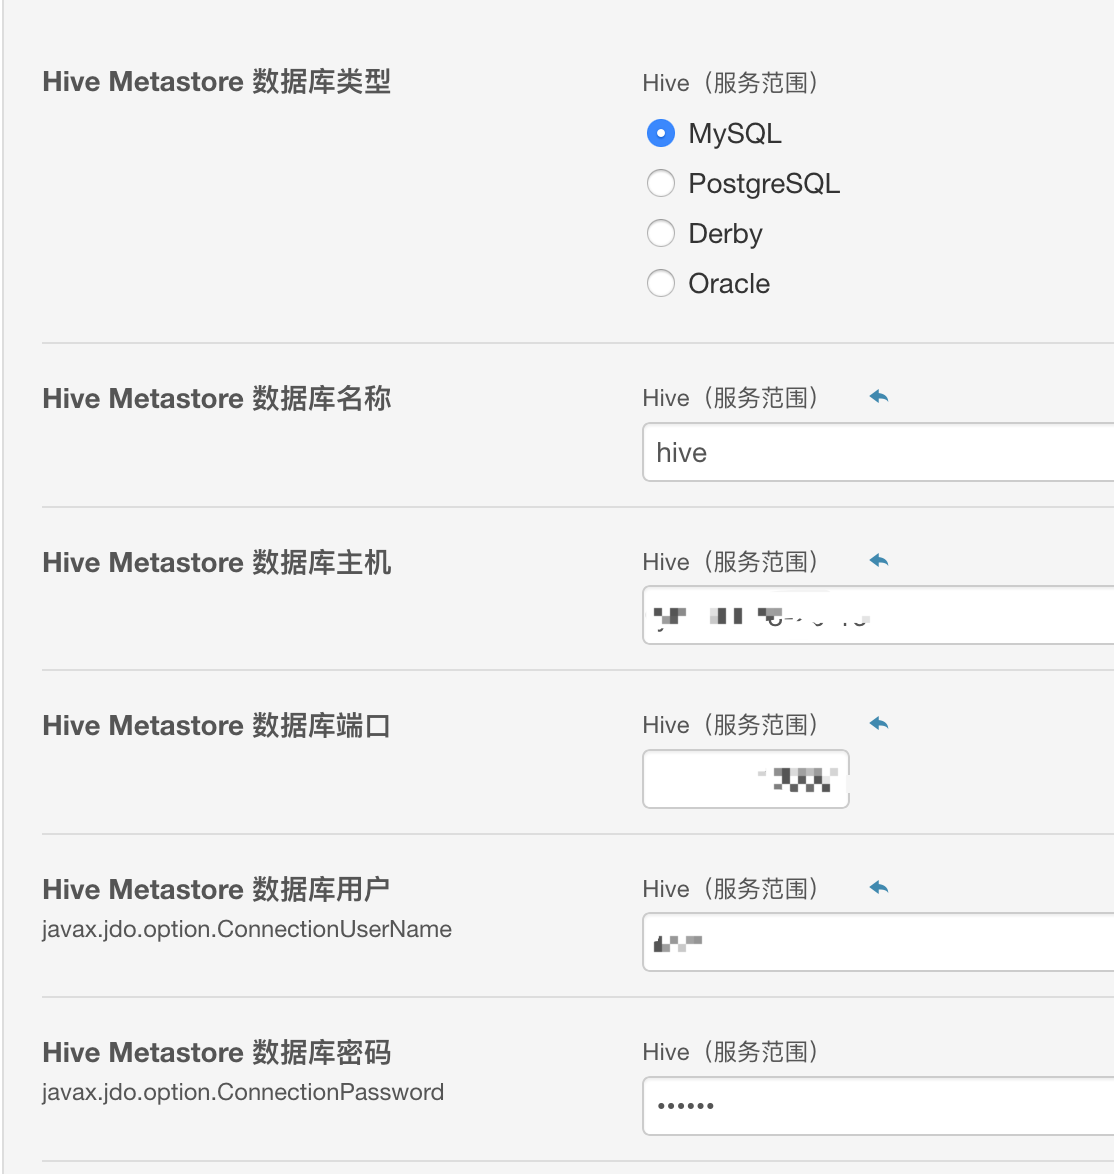 Hive Metastore 数据库类型
Hive（服务范围）
MySQL
PostgreSQL
Derby
Oracle
Hive Metastore 数据库名称
Hive（服务范围）
hive
Hive Metastore 数据库主机
Hive（服务范围）
Hive Metastore 数据库端口
Hive（服务范围）
Hive Metastore 数据库用户
Hive（服务范围）
javax.jdo.option.ConnectionUserName
Hive Metastore 数据库密码
Hive（服务范围）
javax.jdo.option.ConnectionPassword
••••••